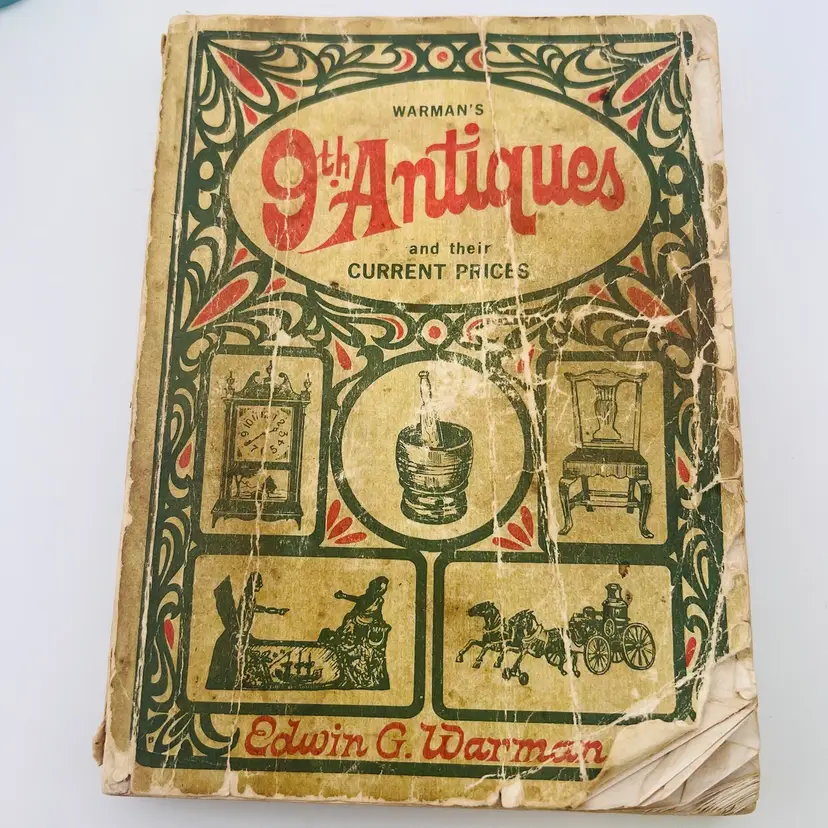 WARMAN'S
9th. Antiques
and their
CURRENT PRICES
Edwin G. Warman